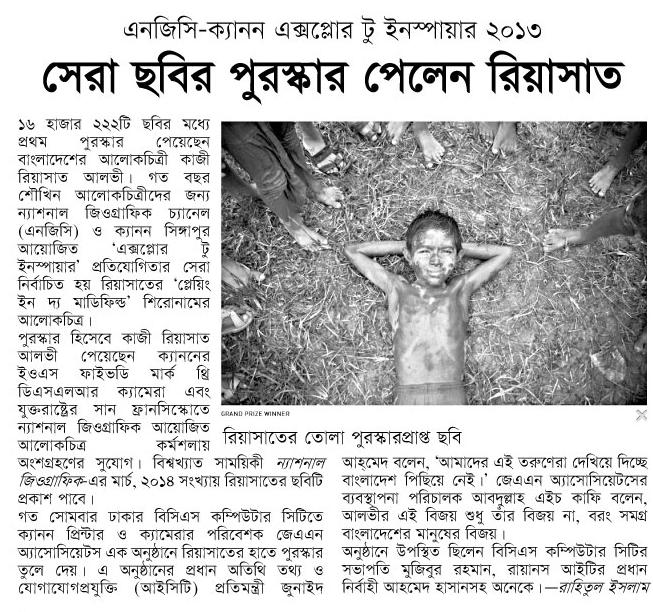 এনজিসি-ক্যানন এক্সপ্লোর টু ইনস্পায়ার ২০১৩
সেরা ছবির পুরস্কার পেলেন রিয়াসাত
১৬ হাজার ২২২টি ছবির মধ্যে
প্রথম পুরস্কার পেয়েছেন
বাংলাদেশের আলোকচিত্রী কাজী
রিয়াসাত আলভী। গত বছর
শৌখিন আলোকচিত্রীদের জন্য
ন্যাশনাল জিওগ্রাফিক চ্যানেল
(এনজিসি) ও ক্যানন সিঙ্গাপুর
আয়োজিত ‘এক্সপ্লোর টু
ইনস্পায়ার’ প্রতিযোগিতার সেরা
নির্বাচিত হয় রিয়াসাতের ‘প্লেয়িং
ইন দ্য মাডিফিল্ড’ শিরোনামের
আলোকচিত্র।
পুরস্কার হিসেবে কাজী রিয়াসাত
আলভী পেয়েছেন ক্যাননের
ইওএস ফাইভডি মার্ক থ্রি
ডিএসএলআর ক্যামেরা এবং
যুক্তরাষ্ট্রের সান ফ্রানসিস্কোতে
ন্যাশনাল জিওগ্রাফিক আয়োজিত
আলোকচিত্র কর্মশালায়
অংশগ্রহণের সুযোগ। বিশ্বখ্যাত সাময়িকী ন্যাশনাল
জিওগ্রাফিক-এর মার্চ, ২০১৪ সংখ্যায় রিয়াসাতের ছবিটি
প্রকাশ পাবে।
গত সোমবার ঢাকার বিসিএস কম্পিউটার সিটিতে
ক্যানন প্রিন্টার ও ক্যামেরার পরিবেশক জেএএন
অ্যাসোসিয়েটস এক অনুষ্ঠানে রিয়াসাতের হাতে পুরস্কার
তুলে দেয়। এ অনুষ্ঠানের প্রধান অতিথি তথ্য ও
যোগাযোগপ্রযুক্তি (আইসিটি) প্রতিমন্ত্রী জুনাইদ
GRAND PRIZE WINNER
রিয়াসাতের তোলা পুরস্কারপ্রাপ্ত ছবি
আহ্‌মেদ বলেন, ‘আমাদের এই তরুণেরা দেখিয়ে দিচ্ছে
বাংলাদেশ পিছিয়ে নেই।’ জেএএন অ্যাসোসিয়েটসের
ব্যবস্থাপনা পরিচালক আবদুল্লাহ এইচ কাফি বলেন,
আলভীর এই বিজয় শুধু তাঁর বিজয় না, বরং সমগ্র
বাংলাদেশের মানুষের বিজয়।
অনুষ্ঠানে উপস্থিত ছিলেন বিসিএস কম্পিউটার সিটির
সভাপতি মুজিবুর রহমান, রায়ানস আইটির প্রধান
নির্বাহী আহমেদ হাসানসহ অনেকে।—রাহিতুল ইসলাম